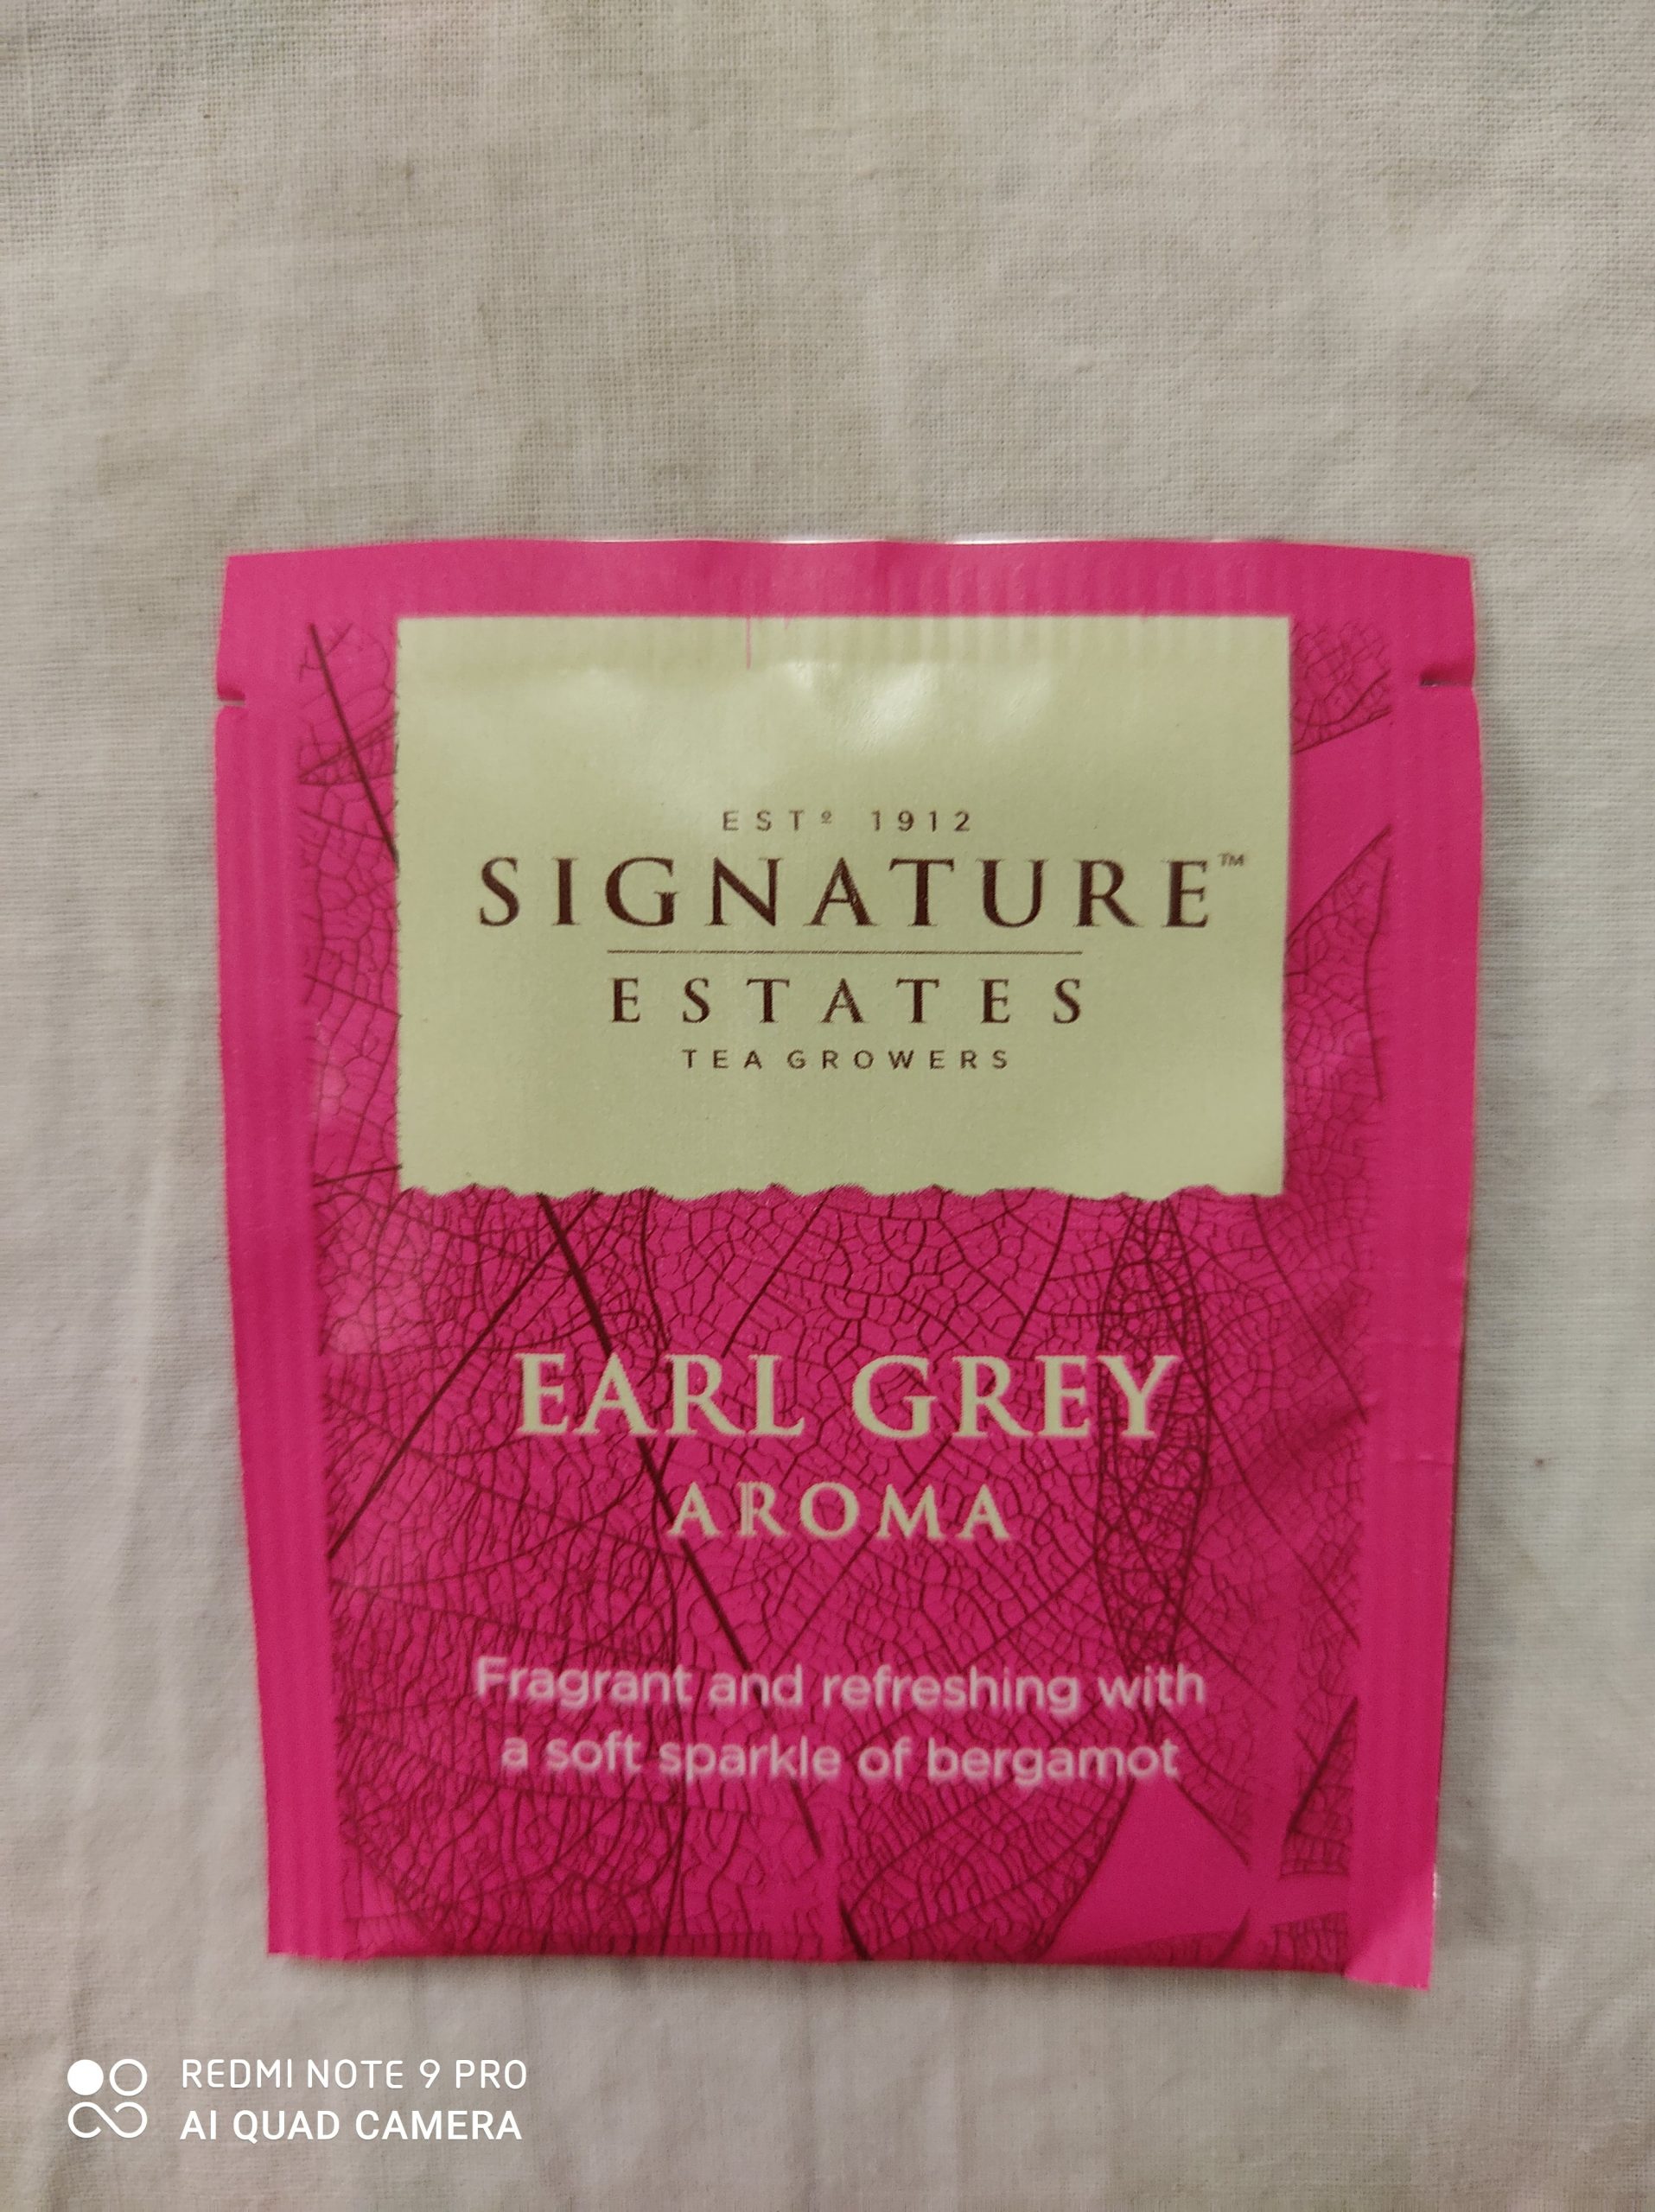 ESTº 1912
SIGNATURE™
ESTATES
TEA GROWERS
EARL GREY
AROMA
Fragrant and refreshing with
a soft sparkle of bergamot
REDMI NOTE 9 PRO
AI QUAD CAMERA